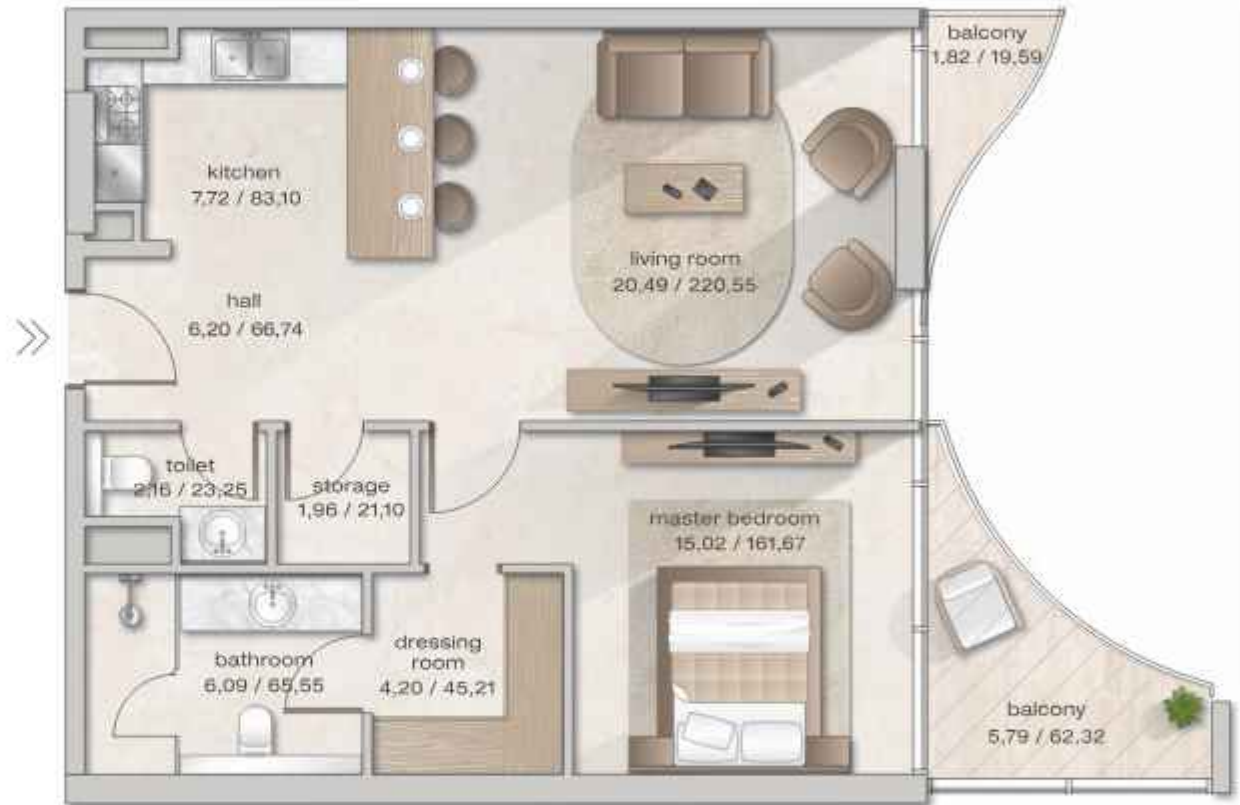 balcony
1,82 / 19,59
kitchen
7,72 / 83,10
living room
20,49 / 220,55
hall
6,20 / 66,74
toilet
2,16 / 23,25
storage
1,96 / 21,10
master bedroom
15,02 / 161,67
dressing
room
4,20 / 45,21
bathroom
6,09 / 65,55
balcony
5,79 / 62,32